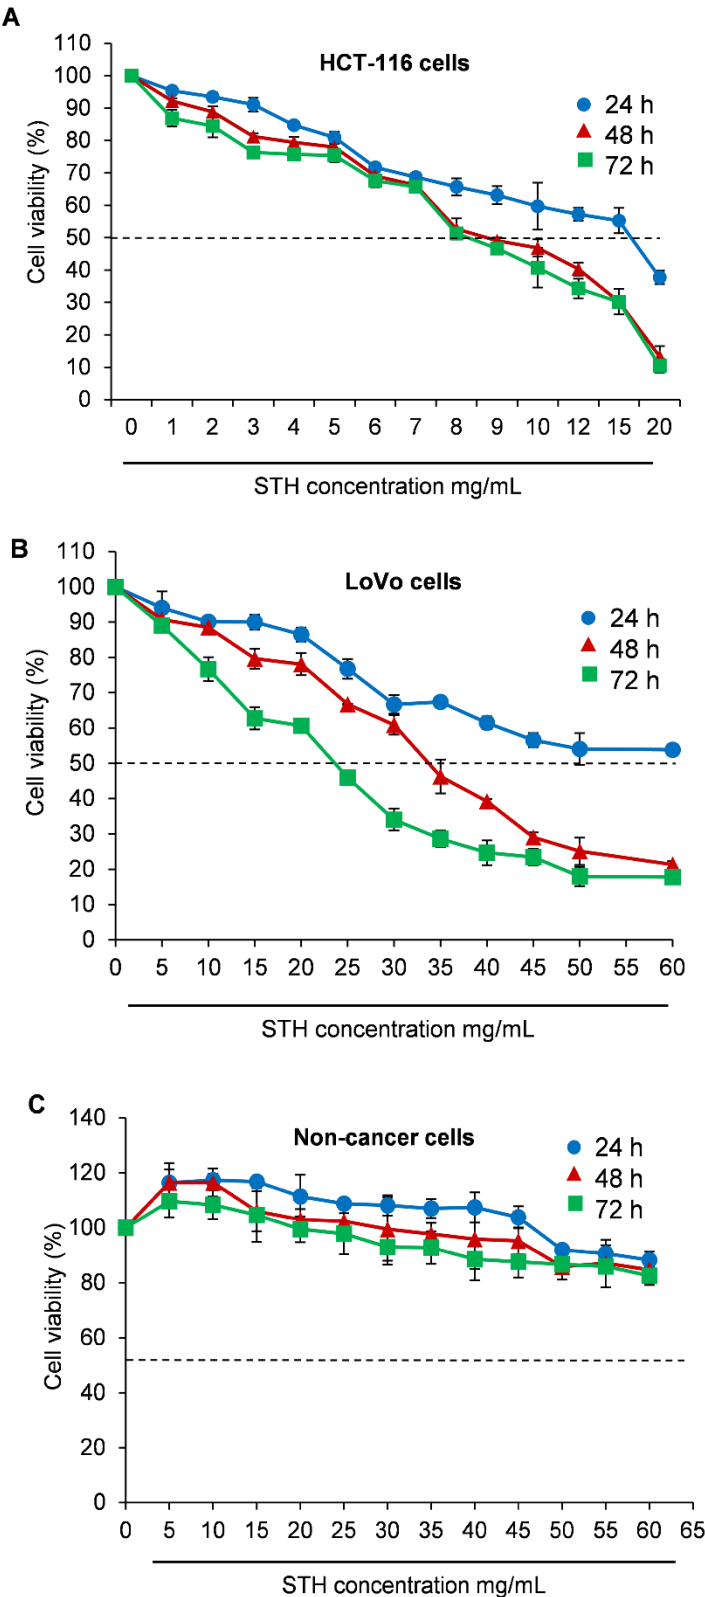 A
HCT-116 cells
Cell viability (%)
110
100
90
80
70
60
50
40
30
20
10
0
24 h
48 h
72 h
0 1 2 3 4 5 6 7 8 9 10 12 15 20
STH concentration mg/mL
B
LoVo cells
Cell viability (%)
110
100
90
80
70
60
50
40
30
20
10
0
24 h
48 h
72 h
0 5 10 15 20 25 30 35 40 45 50 55 60
STH concentration mg/mL
C
Non-cancer cells
Cell viability (%)
140
120
100
80
60
40
20
0
24 h
48 h
72 h
0 5 10 15 20 25 30 35 40 45 50 55 60 65
STH concentration mg/mL